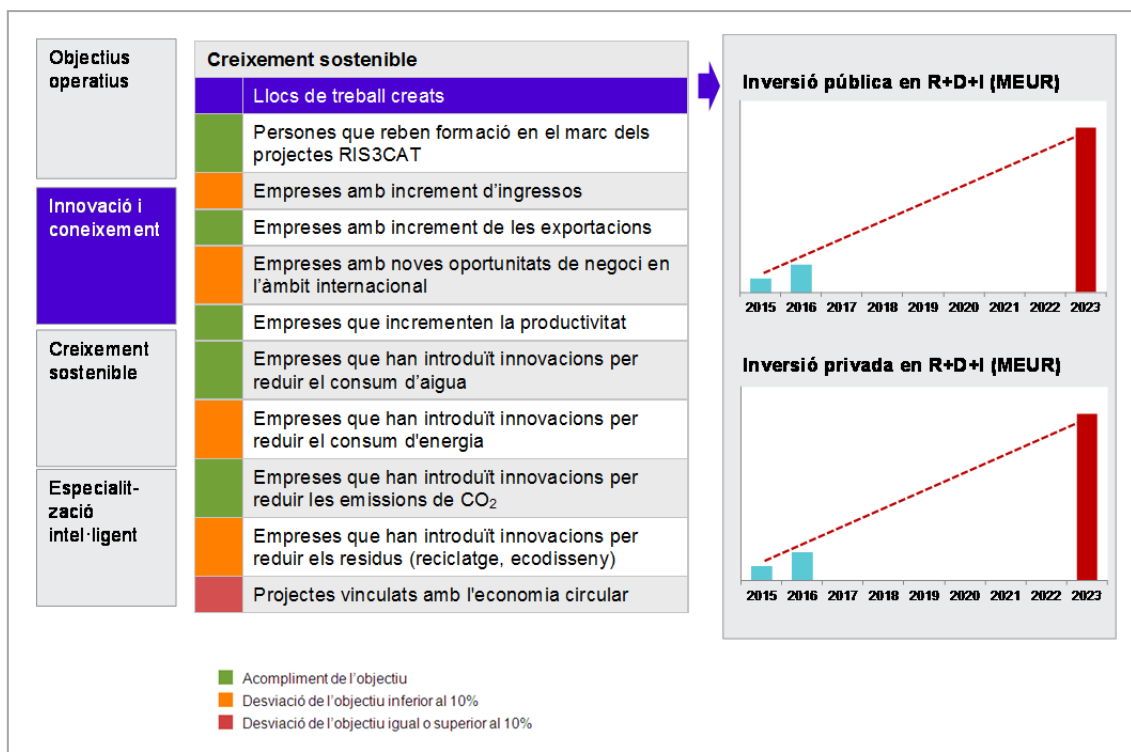 Objectius
operatius
Innovació i
coneixement
Creixement
sostenible
Especialit-
zació
intel·ligent
Creixement sostenible
Llocs de treball creats
Persones que reben formació en el marc dels
projectes RIS3CAT
Empreses amb increment d'ingressos
Empreses amb increment de les exportacions
Empreses amb noves oportunitats de negoci en
l'àmbit internacional
Empreses que incrementen la productivitat
Empreses que han introduït innovacions per
reduir el consum d'aigua
Empreses que han introduït innovacions per
reduir el consum d'energia
Empreses que han introduït innovacions per
reduir les emissions de CO₂
Empreses que han introduït innovacions per
reduir els residus (reciclatge, ecodisseny)
Projectes vinculats amb l'economia circular
Inversió pública en R+D+I (MEUR)
2015 2016 2017 2018 2019 2020 2021 2022 2023
Inversió privada en R+D+I (MEUR)
2015 2016 2017 2018 2019 2020 2021 2022 2023
Acompliment de l'objectiu
Desviació de l'objectiu inferior al 10%
Desviació de l'objectiu igual o superior al 10%